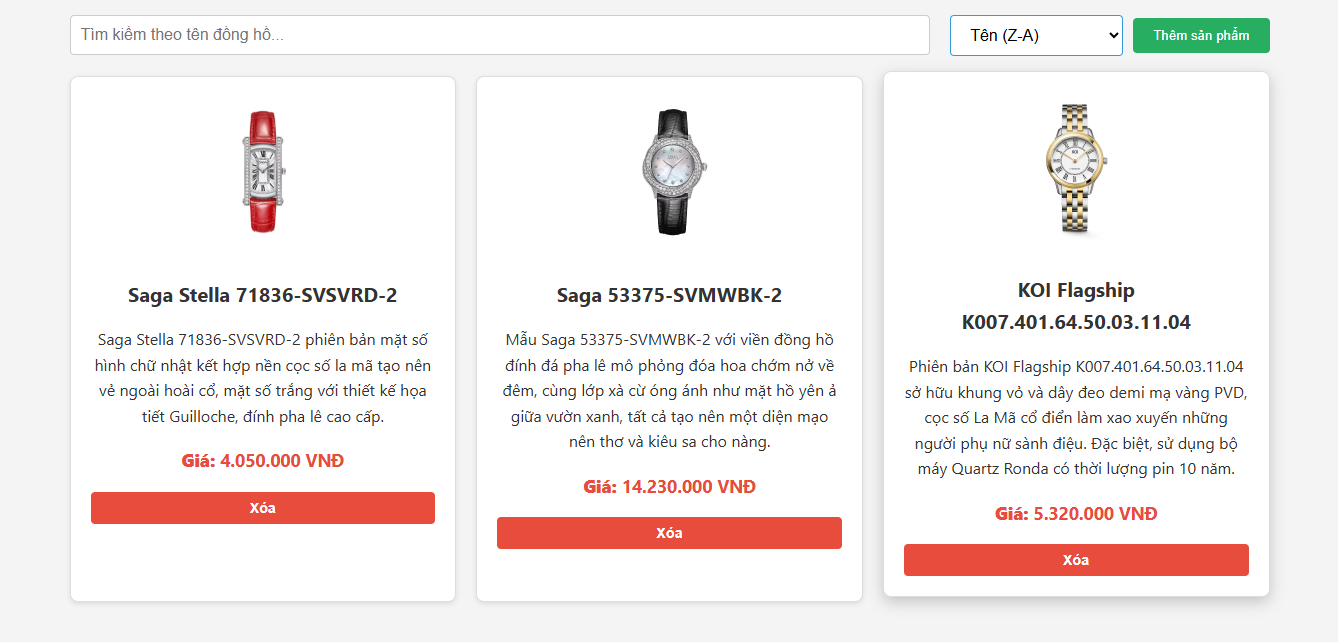 Tìm kiếm theo tên đồng hồ...
Tên (Z-A)
Thêm sản phẩm
Saga Stella 71836-SVSVRD-2
Saga Stella 71836-SVSVRD-2 phiên bản mặt số
hình chữ nhật kết hợp nền cọc số la mã tạo nên
vẻ ngoài hoài cổ, mặt số trắng với thiết kế họa
tiết Guilloche, đính pha lê cao cấp.
Giá: 4.050.000 VNĐ
Xóa
Saga 53375-SVMWBK-2
Mẫu Saga 53375-SVMWBK-2 với viền đồng hồ
đính đá pha lê mô phỏng đóa hoa chớm nở về
đêm, cùng lớp xà cừ óng ánh như mặt hồ yên ả
giữa vườn xanh, tất cả tạo nên một diện mạo
nên thơ và kiêu sa cho nàng.
Giá: 14.230.000 VNĐ
Xóa
KOI
KOI Flagship
K007.401.64.50.03.11.04
Phiên bản KOI Flagship K007.401.64.50.03.11.04
sở hữu khung vỏ và dây đeo demi mạ vàng PVD,
cọc số La Mã cổ điển làm xao xuyến những
người phụ nữ sành điệu. Đặc biệt, sử dụng bộ
máy Quartz Ronda có thời lượng pin 10 năm.
Giá: 5.320.000 VNĐ
Xóa